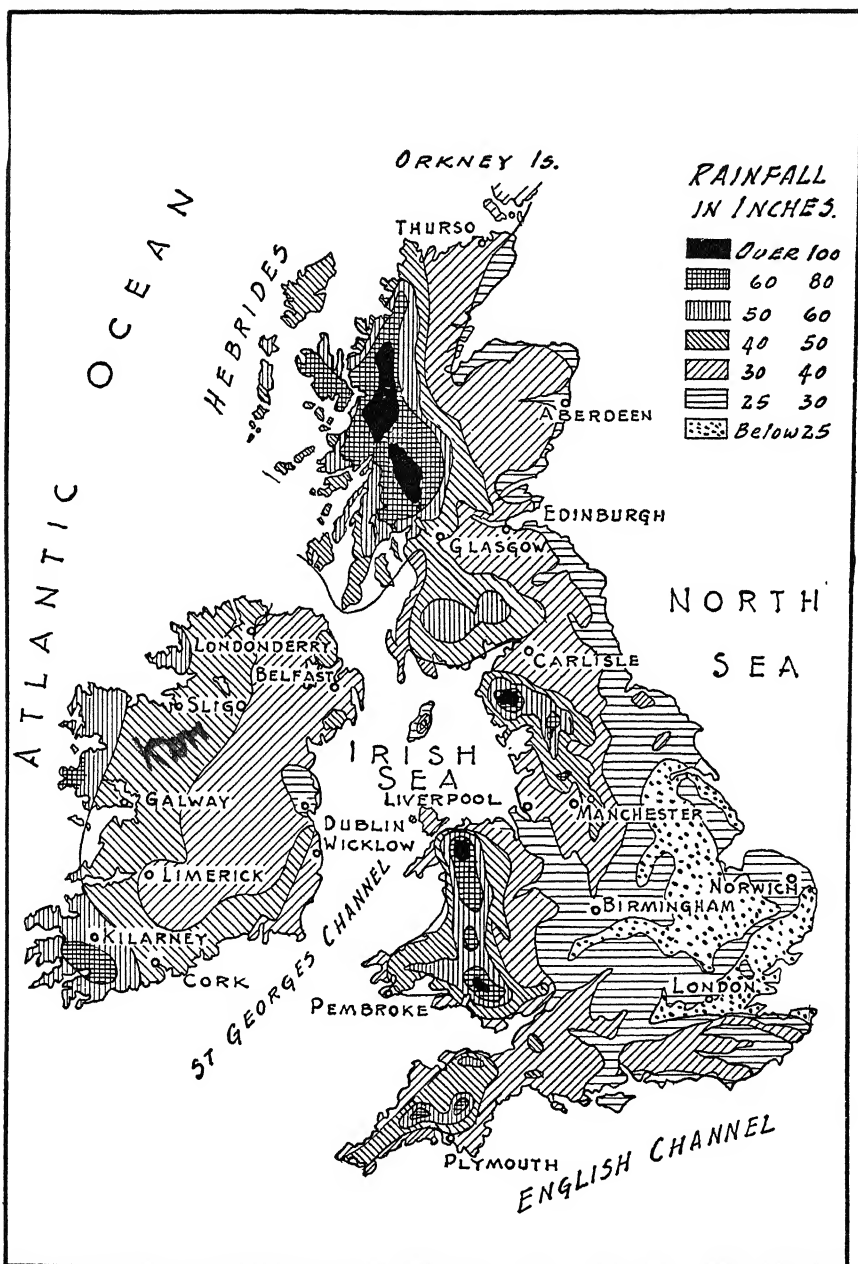 ORKNEY IS.
RAINFALL
IN INCHES.
OVER 100
60 80
50 60
40 50
30 40
25 30
Below 25
THURSO
OCEAN
HEBRIDES
ABERDEEN
EDINBURGH
GLASGOW
ATLANTIC
NORTH
SEA
LONDONDERRY
BELFAST
CARLISLE
SLIGO
IRISH
SEA
LIVERPOOL
GALWAY
MANCHESTER
DUBLIN
WICKLOW
LIMERICK
NORWICH
BIRMINGHAM
KILARNEY
CORK
ST GEORGES CHANNEL
LONDON
PEMBROKE
PLYMOUTH
ENGLISH CHANNEL